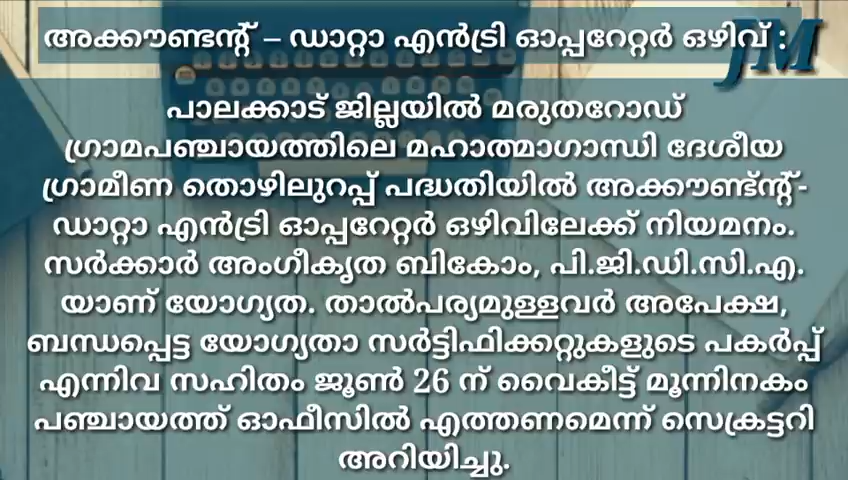 അക്കൗണ്ടന്റ് – ഡാറ്റാ എൻട്രി ഓപ്പറേറ്റർ ഒഴിവ് :
JM
പാലക്കാട് ജില്ലയിൽ മരുതറോഡ്
ഗ്രാമപഞ്ചായത്തിലെ മഹാത്മാഗാന്ധി ദേശീയ
ഗ്രാമീണ തൊഴിലുറപ്പ് പദ്ധതിയിൽ അക്കൗണ്ട്ന്റ്-
ഡാറ്റാ എൻട്രി ഓപ്പറേറ്റർ ഒഴിവിലേക്ക് നിയമനം.
സർക്കാർ അംഗീകൃത ബികോം, പി.ജി.ഡി.സി.എ.
യാണ് യോഗ്യത. താൽപര്യമുള്ളവർ അപേക്ഷ,
ബന്ധപ്പെട്ട യോഗ്യതാ സർട്ടിഫിക്കറ്റുകളുടെ പകർപ്പ്
എന്നിവ സഹിതം ജൂൺ 26 ന് വൈകീട്ട് മൂന്നിനകം
പഞ്ചായത്ത് ഓഫീസിൽ എത്തണമെന്ന് സെക്രട്ടറി
അറിയിച്ചു.